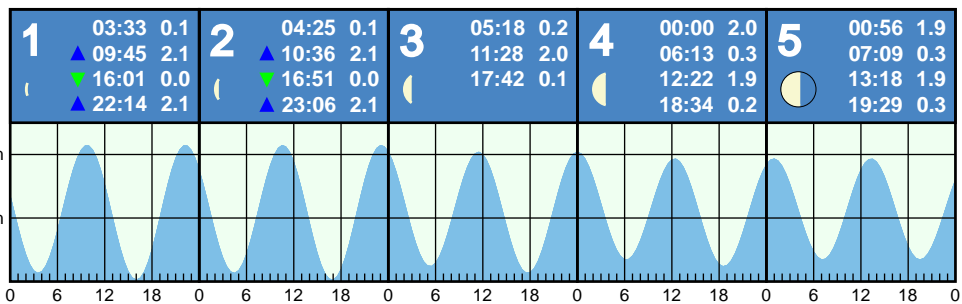 1
03:33 0.1
▲ 09:45 2.1
▼ 16:01 0.0
▲ 22:14 2.1
2
04:25 0.1
▲ 10:36 2.1
▼ 16:51 0.0
▲ 23:06 2.1
3
05:18 0.2
11:28 2.0
17:42 0.1
4
00:00 2.0
06:13 0.3
12:22 1.9
18:34 0.2
5
00:56 1.9
07:09 0.3
13:18 1.9
19:29 0.3
m
m
0 6 12 18 0 6 12 18 0 6 12 18 0 6 12 18 0 6 12 18 0